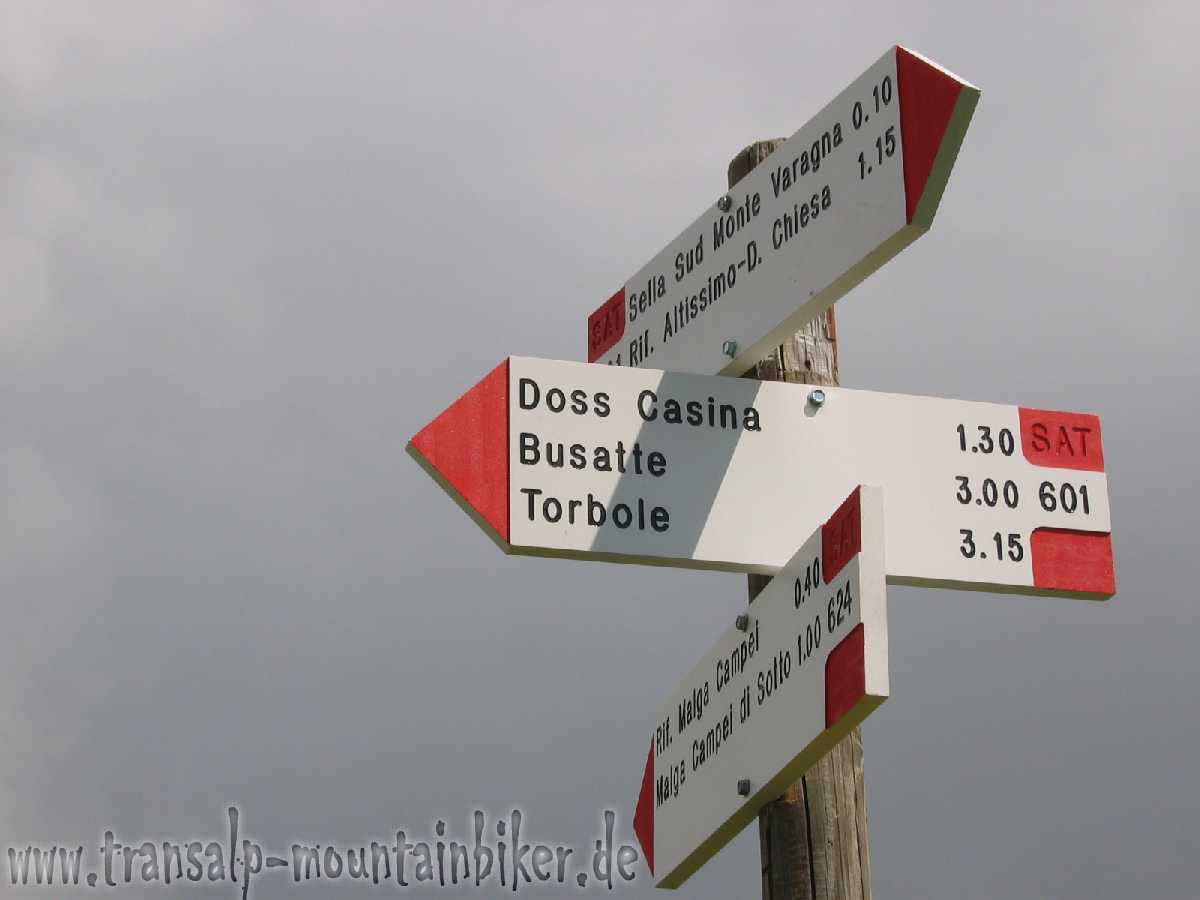 Sella Sud Monte Varagna 0.10
SAT
Rif. Altissimo-D. Chiesa 1.15
Doss Casina 1.30 SAT
Busatte 3.00 601
Torbole 3.15
Rif. Malga Campei 0.40 SAT
Malga Campei di Sotto 1.00 624
www.transalp-mountainbiker.de